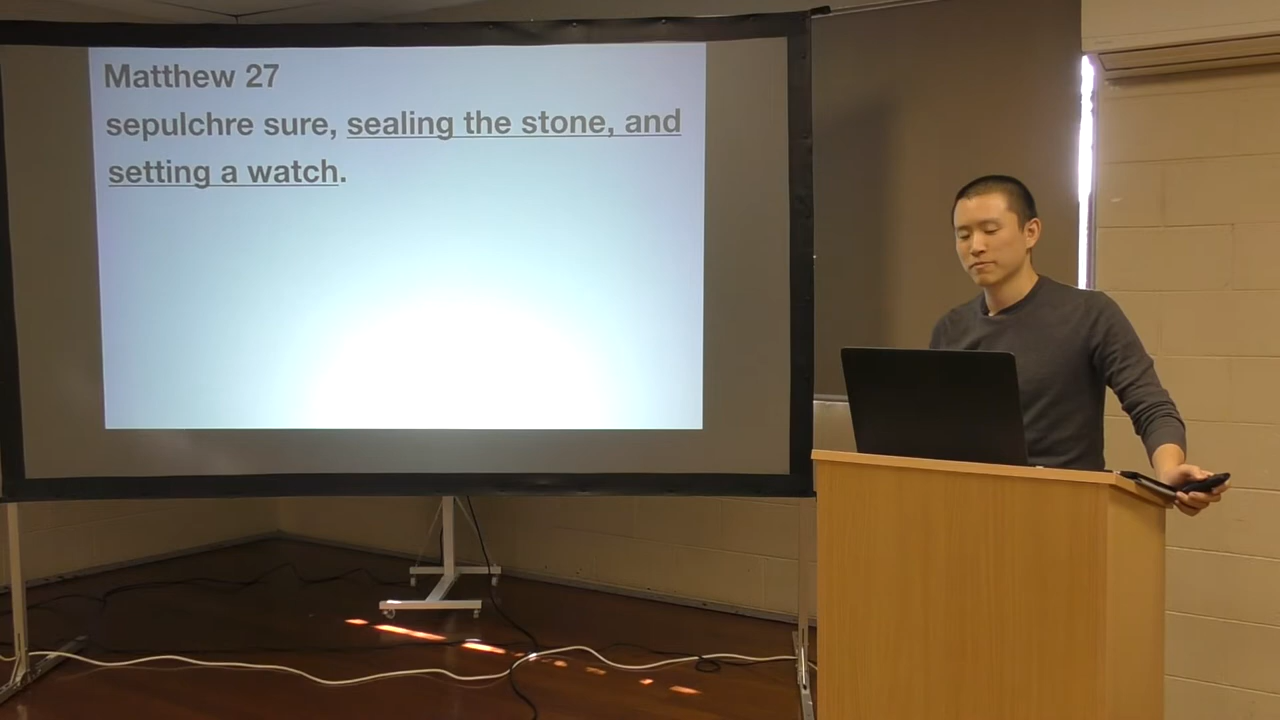 Matthew 27
sepulchre sure, sealing the stone, and
setting a watch.